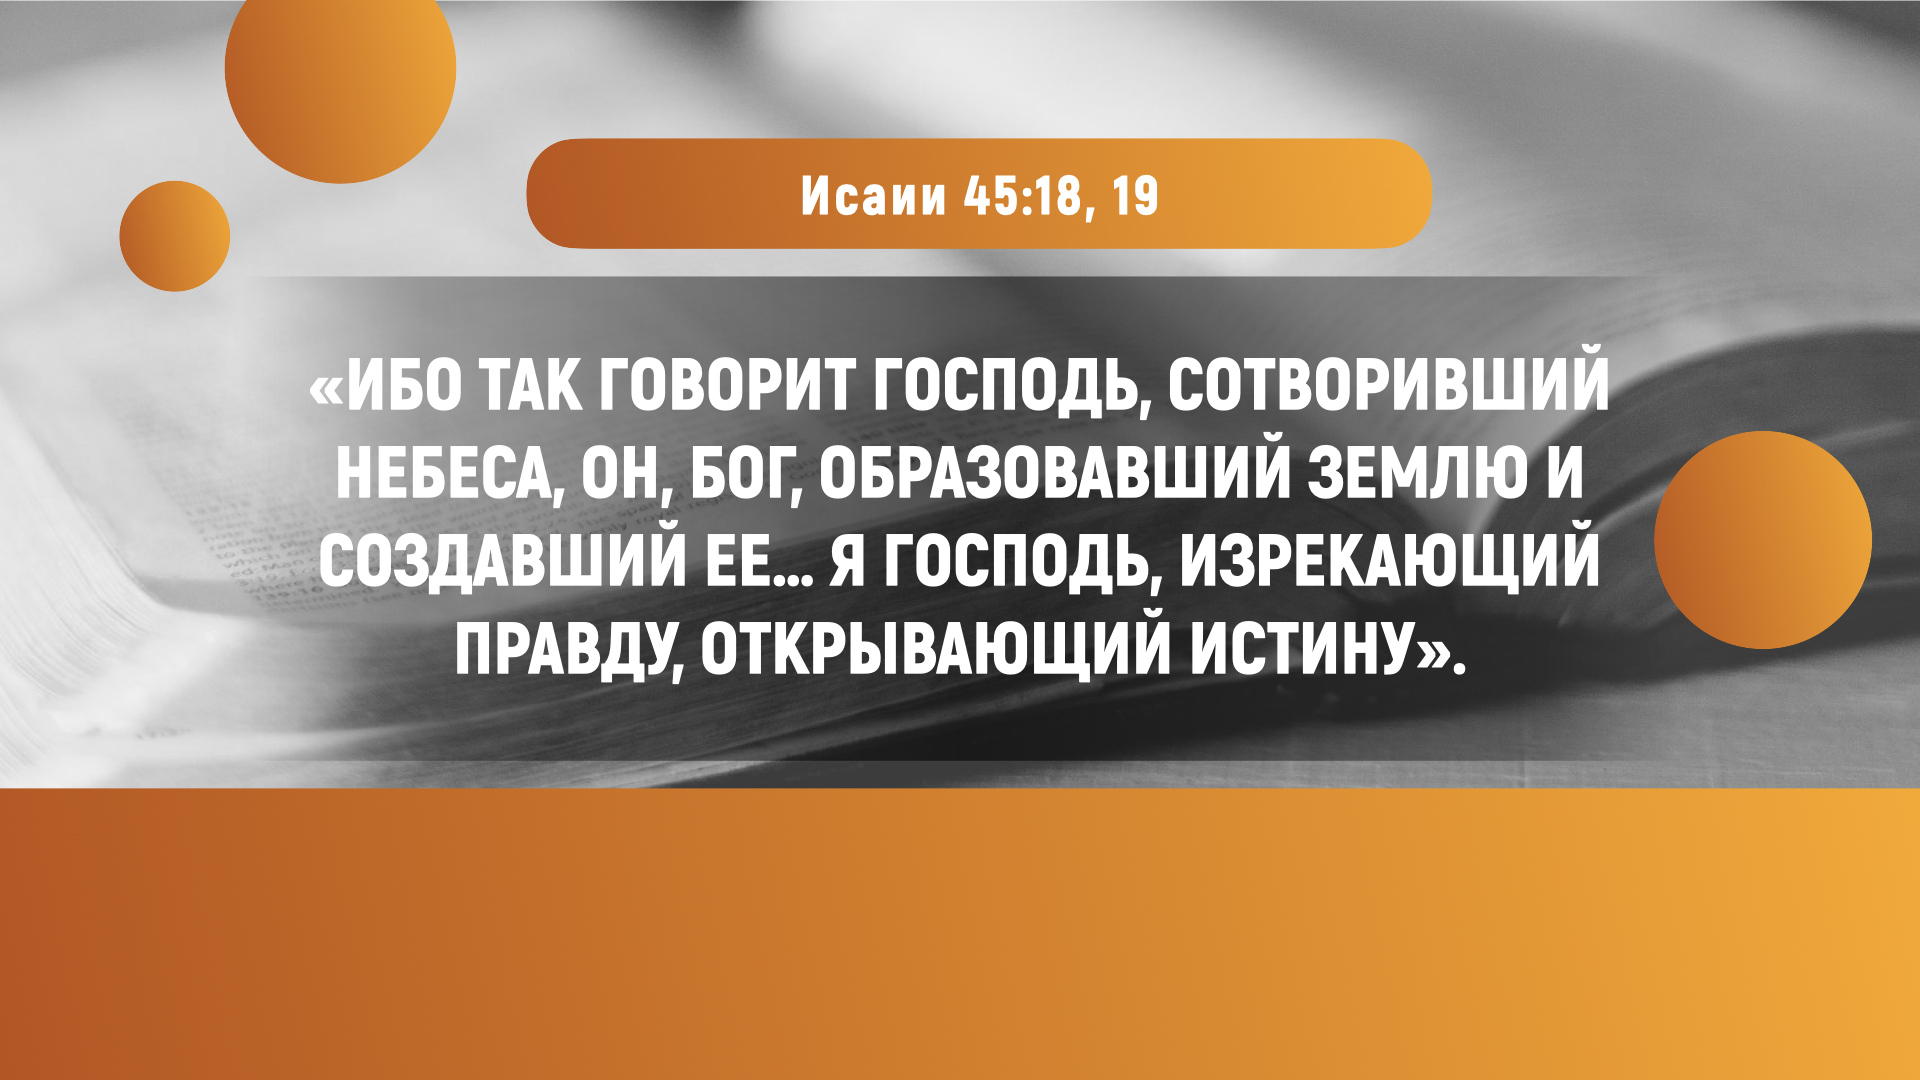 Исаии 45:18, 19
«ИБО ТАК ГОВОРИТ ГОСПОДЬ, СОТВОРИВШИЙ
НЕБЕСА, ОН, БОГ, ОБРАЗОВАВШИЙ ЗЕМЛЮ И
СОЗДАВШИЙ ЕЕ... Я ГОСПОДЬ, ИЗРЕКАЮЩИЙ
ПРАВДУ, ОТКРЫВАЮЩИЙ ИСТИНУ».